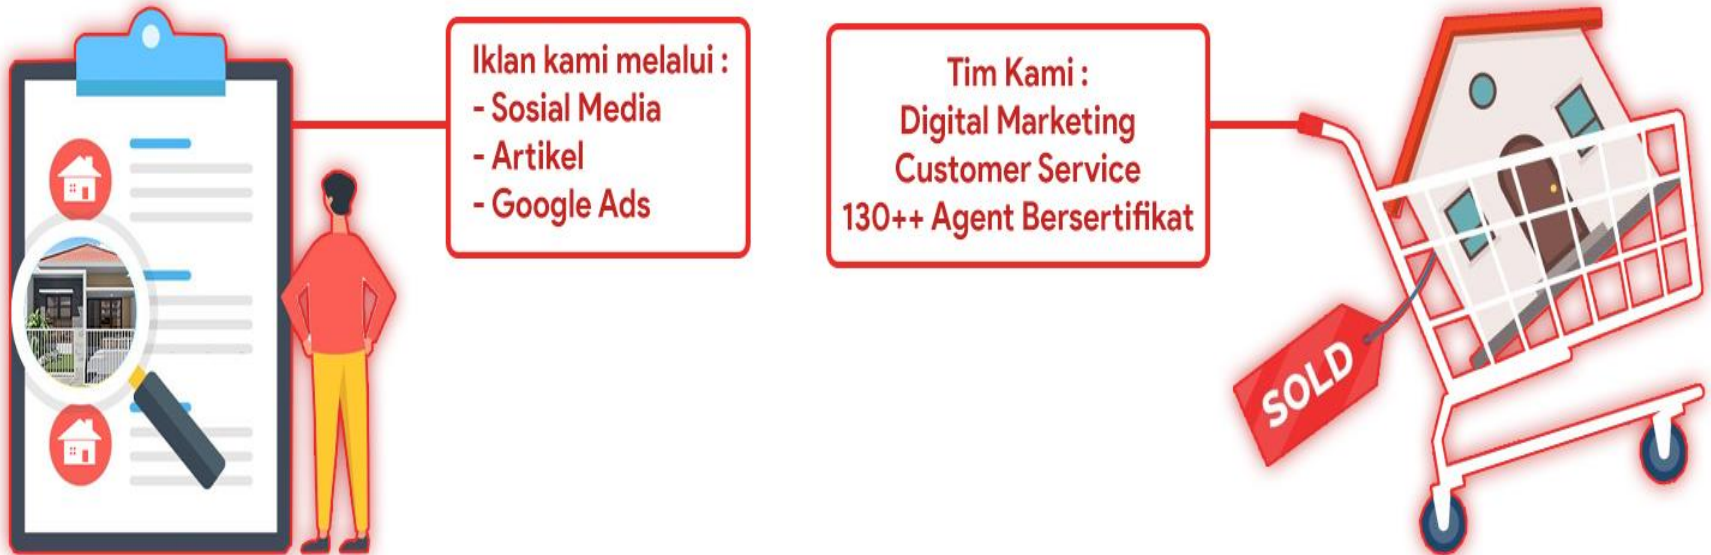 Iklan kami melalui :
- Sosial Media
- Artikel
- Google Ads
Tim Kami :
Digital Marketing
Customer Service
130++ Agent Bersertifikat
SOLD